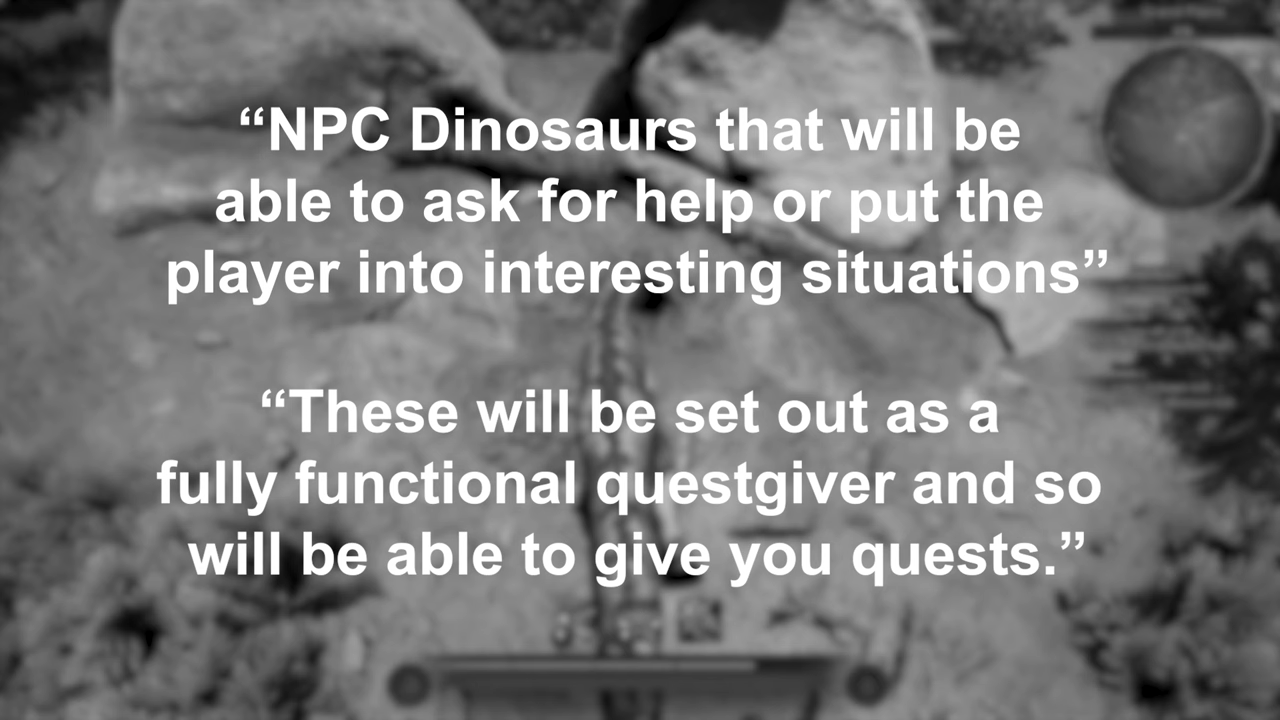 “NPC Dinosaurs that will be
able to ask for help or put the
player into interesting situations”
“These will be set out as a
fully functional questgiver and so
will be able to give you quests.”